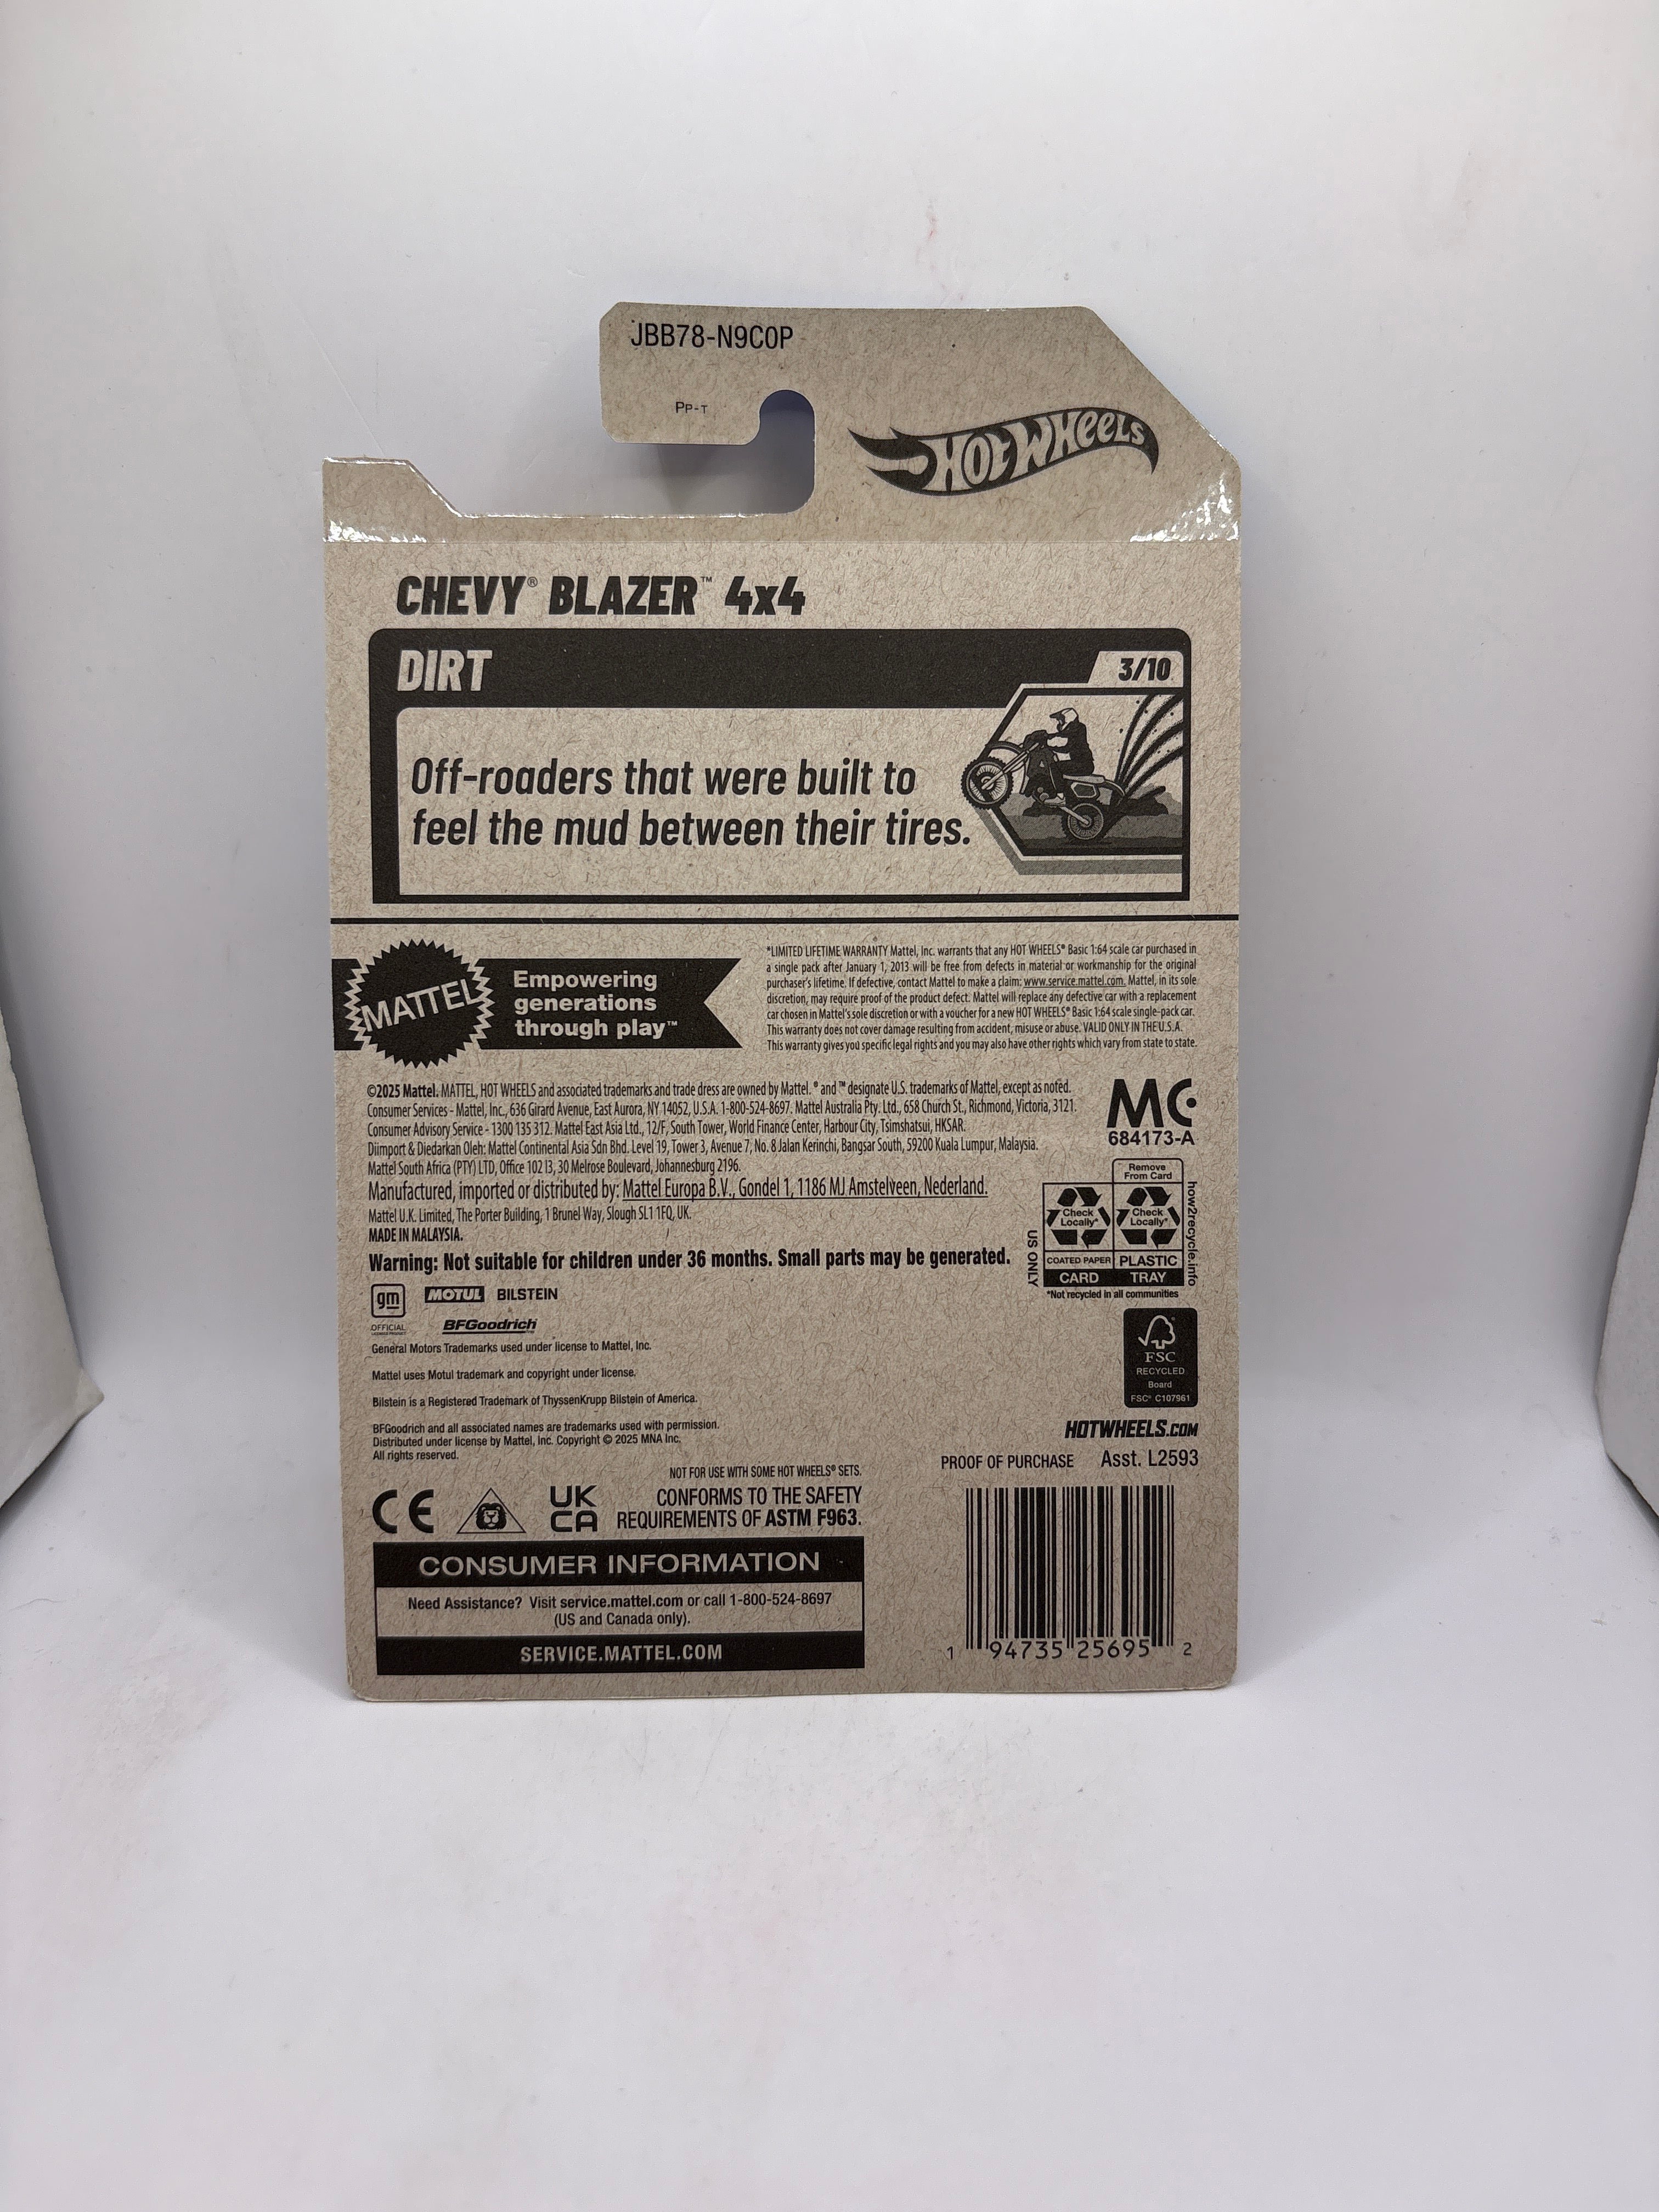 JBB78-N9C0P
Pp-T
Hot Wheels
CHEVY® BLAZER™ 4x4
DIRT
3/10
Off-roaders that were built to
feel the mud between their tires.
MATTEL
Empowering
generations
through play™
*LIMITED LIFETIME WARRANTY Mattel, Inc. warrants that any HOT WHEELS® Basic 1:64 scale car purchased in
a single pack after January 1, 2013 will be free from defects in material or workmanship for the original
purchaser's lifetime. If defective, contact Mattel to make a claim: www.service.mattel.com. Mattel, in its sole
discretion, may require proof of the product defect. Mattel will replace any defective car with a replacement
car chosen in Mattel's sole discretion or with a voucher for a new HOT WHEELS® Basic 1:64 scale single-pack car.
This warranty does not cover damage resulting from accident, misuse or abuse. VALID ONLY IN THE U.S.A.
This warranty gives you specific legal rights and you may also have other rights which vary from state to state.
©2025 Mattel. MATTEL, HOT WHEELS and associated trademarks and trade dress are owned by Mattel. ® and ™ designate U.S. trademarks of Mattel, except as noted.
Consumer Services - Mattel, Inc., 636 Girard Avenue, East Aurora, NY 14052, U.S.A. 1-800-524-8697. Mattel Australia Pty. Ltd., 658 Church St., Richmond, Victoria, 3121.
Consumer Advisory Service - 1300 135 312. Mattel East Asia Ltd., 12/F, South Tower, World Finance Center, Harbour City, Tsimshatsui, HKSAR.
Diimport & Diedarkan Oleh: Mattel Continental Asia Sdn Bhd. Level 19, Tower 3, Avenue 7, No. 8 Jalan Kerinchi, Bangsar South, 59200 Kuala Lumpur, Malaysia.
Mattel South Africa (PTY) LTD, Office 102 I3, 30 Melrose Boulevard, Johannesburg 2196.
Manufactured, imported or distributed by: Mattel Europa B.V., Gondel 1, 1186 MJ Amstelveen, Nederland.
Mattel U.K. Limited, The Porter Building, 1 Brunel Way, Slough SL1 1FQ, UK.
MADE IN MALAYSIA.
Warning: Not suitable for children under 36 months. Small parts may be generated.
MC
684173-A
Remove
From Card
Check
Locally*
Check
Locally*
COATED PAPER
PLASTIC
CARD
TRAY
US ONLY
how2recycle.info
*Not recycled in all communities
gm
OFFICIAL
LICENSED PRODUCT
MOTUL
BILSTEIN
BFGoodrich
FSC
RECYCLED
Board
FSC® C107961
General Motors Trademarks used under license to Mattel, Inc.
Mattel uses Motul trademark and copyright under license.
Bilstein is a Registered Trademark of ThyssenKrupp Bilstein of America.
BFGoodrich and all associated names are trademarks used with permission.
Distributed under license by Mattel, Inc. Copyright © 2025 MNA Inc.
All rights reserved.
HOTWHEELS.COM
PROOF OF PURCHASE
Asst. L2593
NOT FOR USE WITH SOME HOT WHEELS® SETS.
CE
UK
CA
CONFORMS TO THE SAFETY
REQUIREMENTS OF ASTM F963.
CONSUMER INFORMATION
Need Assistance? Visit service.mattel.com or call 1-800-524-8697
(US and Canada only).
SERVICE.MATTEL.COM
1 94735 25695 2